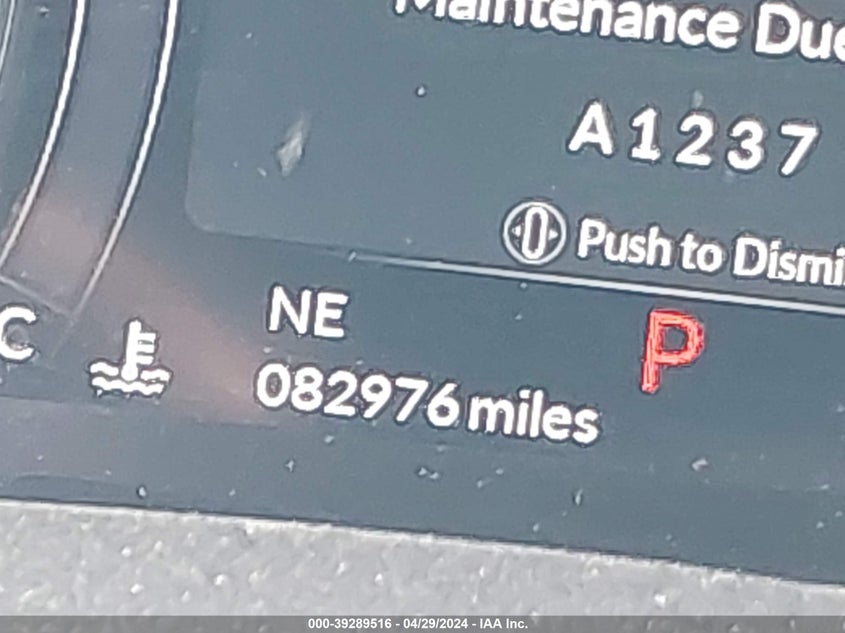 Maintenance Due
A1237
Push to Dismi
NE
P
C
082976 miles
000-39289516 - 04/29/2024 - IAA Inc.